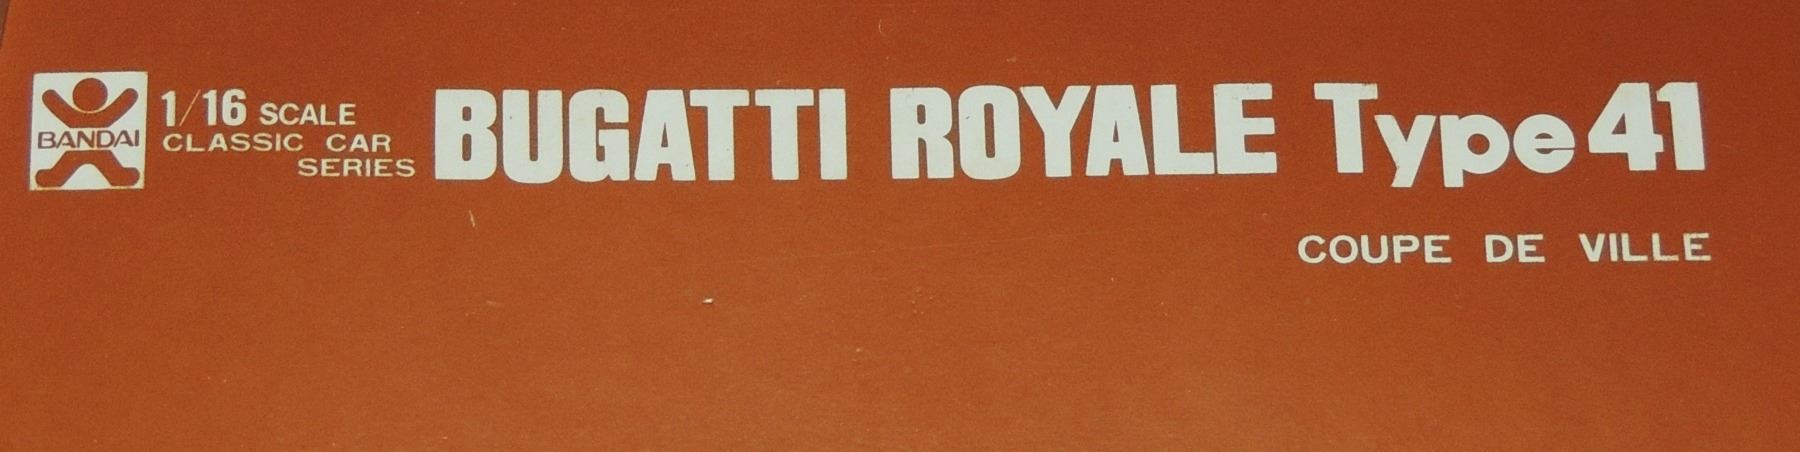 BANDAI
1/16 SCALE
CLASSIC CAR
SERIES
BUGATTI ROYALE Type 41
COUPE DE VILLE